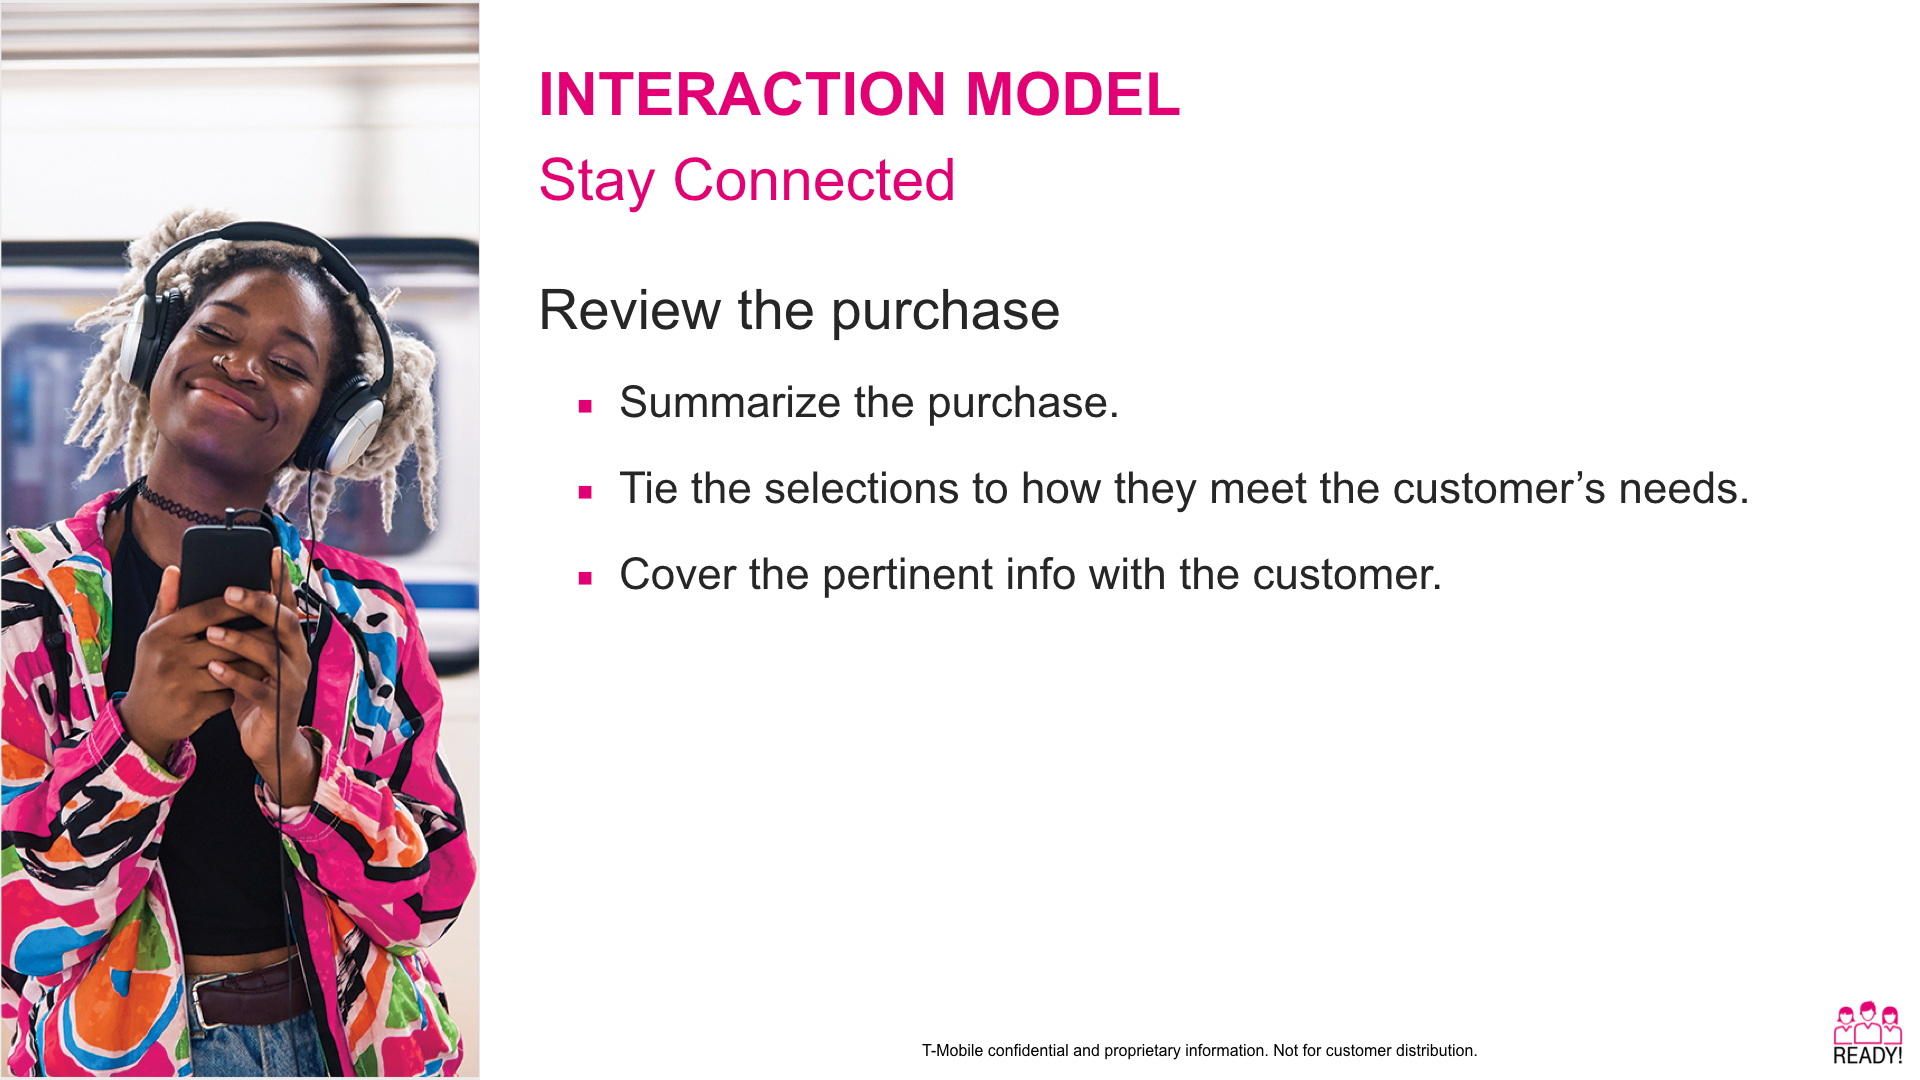 INTERACTION MODEL
Stay Connected
Review the purchase
Summarize the purchase.
Tie the selections to how they meet the customer’s needs.
Cover the pertinent info with the customer.
T-Mobile confidential and proprietary information. Not for customer distribution.
READY!